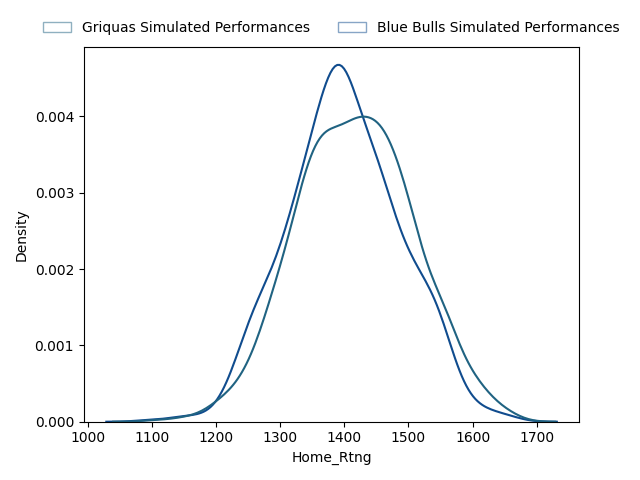 Griquas Simulated Performances Blue Bulls Simulated Performances
Density
0.004
0.003
0.002
0.001
0.000
1000 1100 1200 1300 1400 1500 1600 1700
Home_Rtng